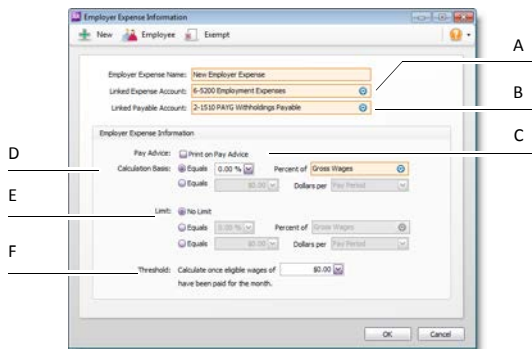 Employer Expense Information
New Employee Exempt
A
Employer Expense Name: New Employer Expense
Linked Expense Account: 6-5200 Employment Expenses
B
Linked Payable Account: 2-1510 PAYG Withholdings Payable
Employer Expense Information
C
D
Pay Advice: Print on Pay Advice
Calculation Basis: Equals 0.00 % Percent of Gross Wages
Equals $0.00 Dollars per Pay Period
E
Limit: No Limit
Equals 0.00 % Percent of Gross Wages
Equals $0.00 Dollars per Pay Period
F
Threshold: Calculate once eligible wages of $0.00
have been paid for the month.
OK Cancel